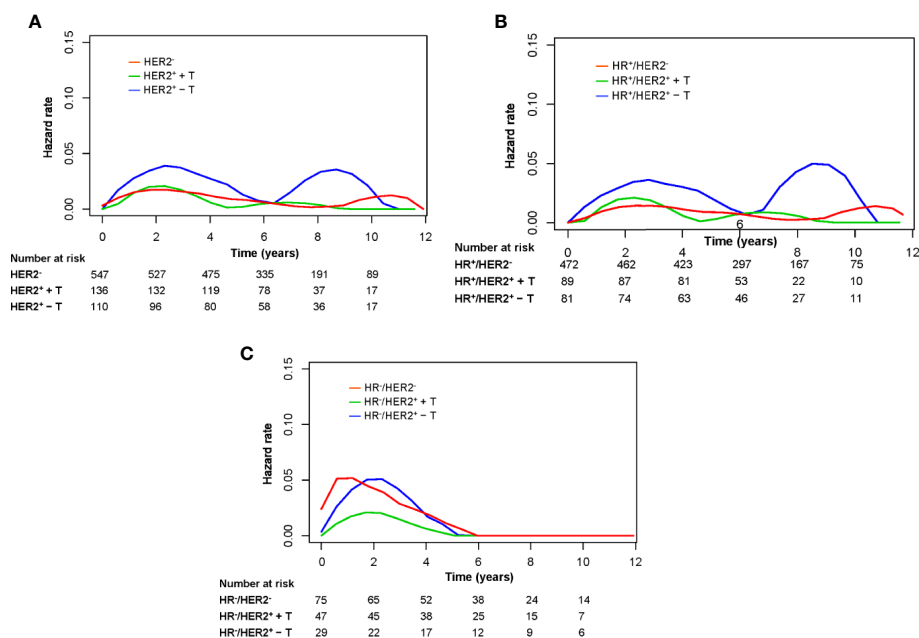 A
0.15
0.10
0.05
0.00
Hazard rate
HER2-
HER2+ + T
HER2+ − T
0 2 4 6 8 10 12
Time (years)
Number at risk
HER2- 547 527 475 335 191 89
HER2+ + T 136 132 119 78 37 17
HER2+ − T 110 96 80 58 36 17
B
0.15
0.10
0.05
0.00
Hazard rate
HR+/HER2-
HR+/HER2+ + T
HR+/HER2+ − T
0 2 4 6 8 10 12
Time (years)
Number at risk
HR+/HER2- 472 462 423 297 167 75
HR+/HER2+ + T 89 87 81 53 22 10
HR+/HER2+ − T 81 74 63 46 27 11
C
0.15
0.10
0.05
0.00
Hazard rate
HR-/HER2-
HR-/HER2+ + T
HR-/HER2+ − T
0 2 4 6 8 10 12
Time (years)
Number at risk
HR-/HER2- 75 65 52 38 24 14
HR-/HER2+ + T 47 45 38 25 15 7
HR-/HER2+ − T 29 22 17 12 9 6